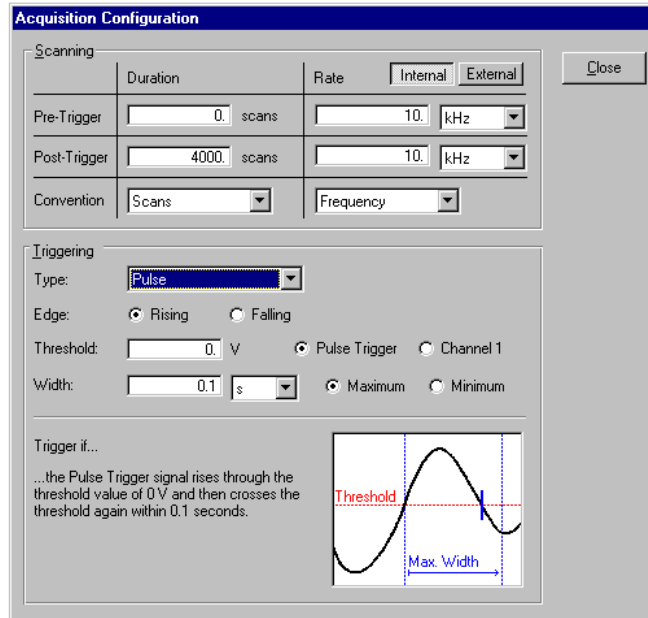 Acquisition Configuration
Scanning
Duration Rate Internal External
Close
Pre-Trigger 0. scans 10. kHz
Post-Trigger 4000. scans 10. kHz
Convention Scans Frequency
Triggering
Type: Pulse
Edge: Rising Falling
Threshold: 0. V Pulse Trigger Channel 1
Width: 0.1 s Maximum Minimum
Trigger if...
...the Pulse Trigger signal rises through the
threshold value of 0 V and then crosses the
threshold again within 0.1 seconds.
Threshold
Max. Width